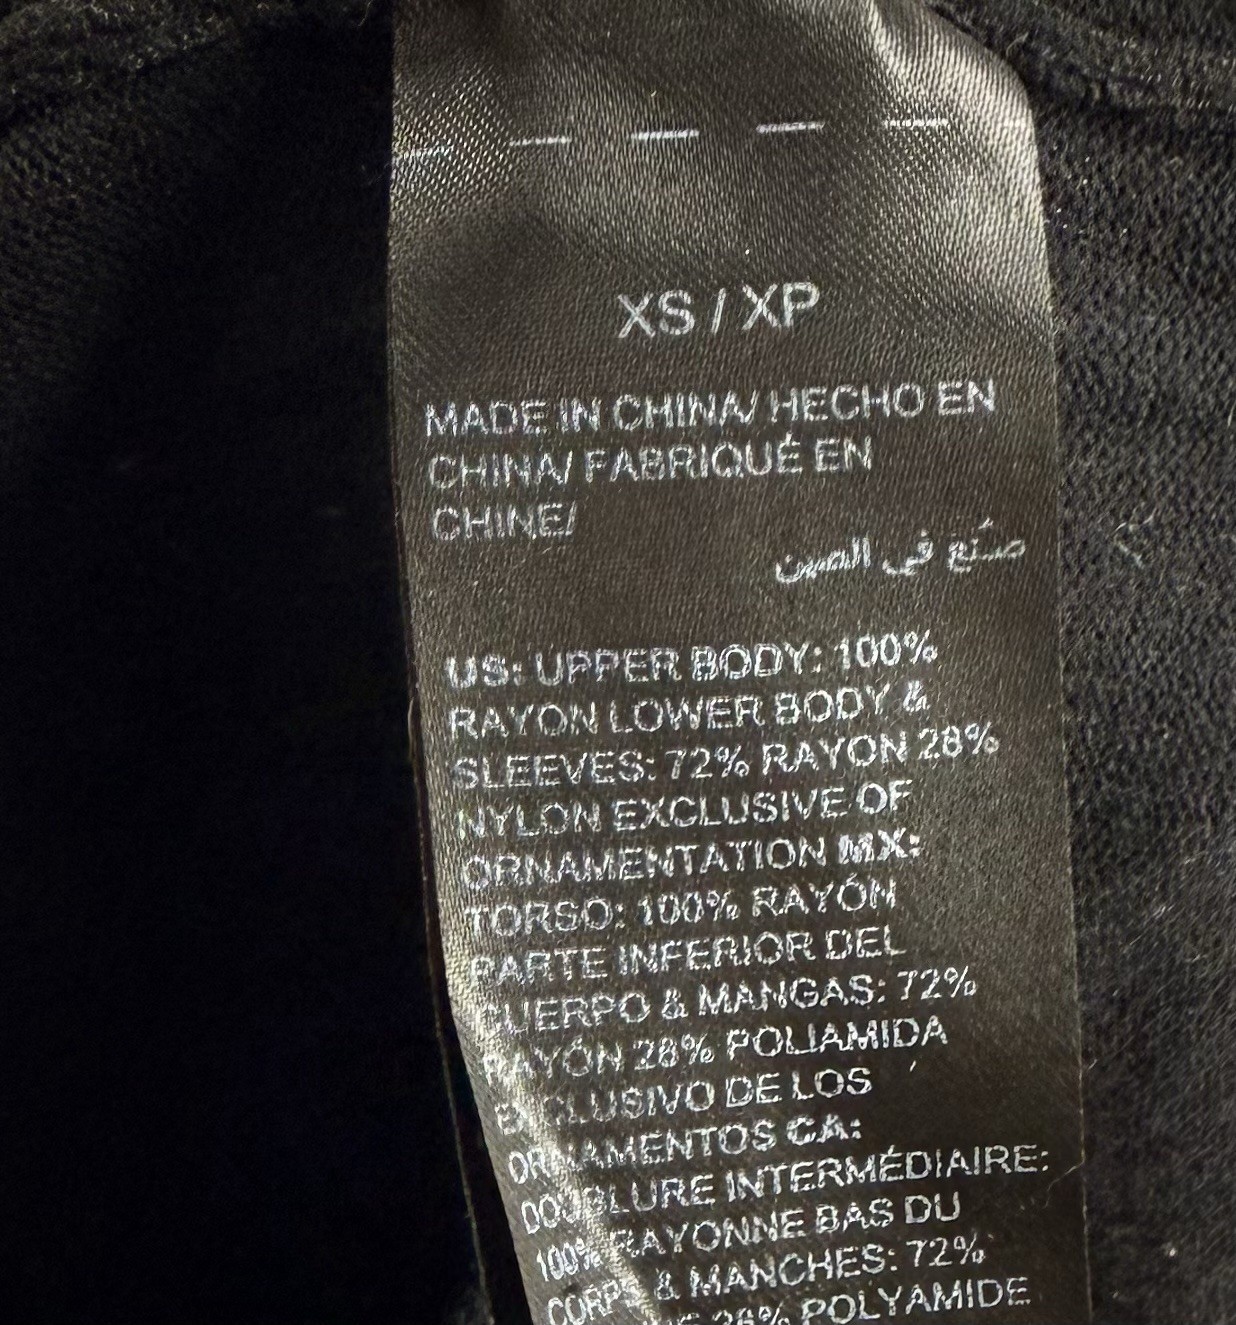 XS / XP
MADE IN CHINA/ HECHO EN
CHINA/ FABRIQUÉ EN
CHINE/
صُنع في الصين
US: UPPER BODY: 100%
RAYON LOWER BODY &
SLEEVES: 72% RAYON 28%
NYLON EXCLUSIVE OF
ORNAMENTATION MX:
TORSO: 100% RAYÓN
PARTE INFERIOR DEL
CUERPO & MANGAS: 72%
RAYÓN 28% POLIAMIDA
EXCLUSIVO DE LOS
ORNAMENTOS CA:
DOUBLURE INTERMÉDIAIRE:
100% RAYONNE BAS DU
CORPS & MANCHES: 72%
28% POLYAMIDE